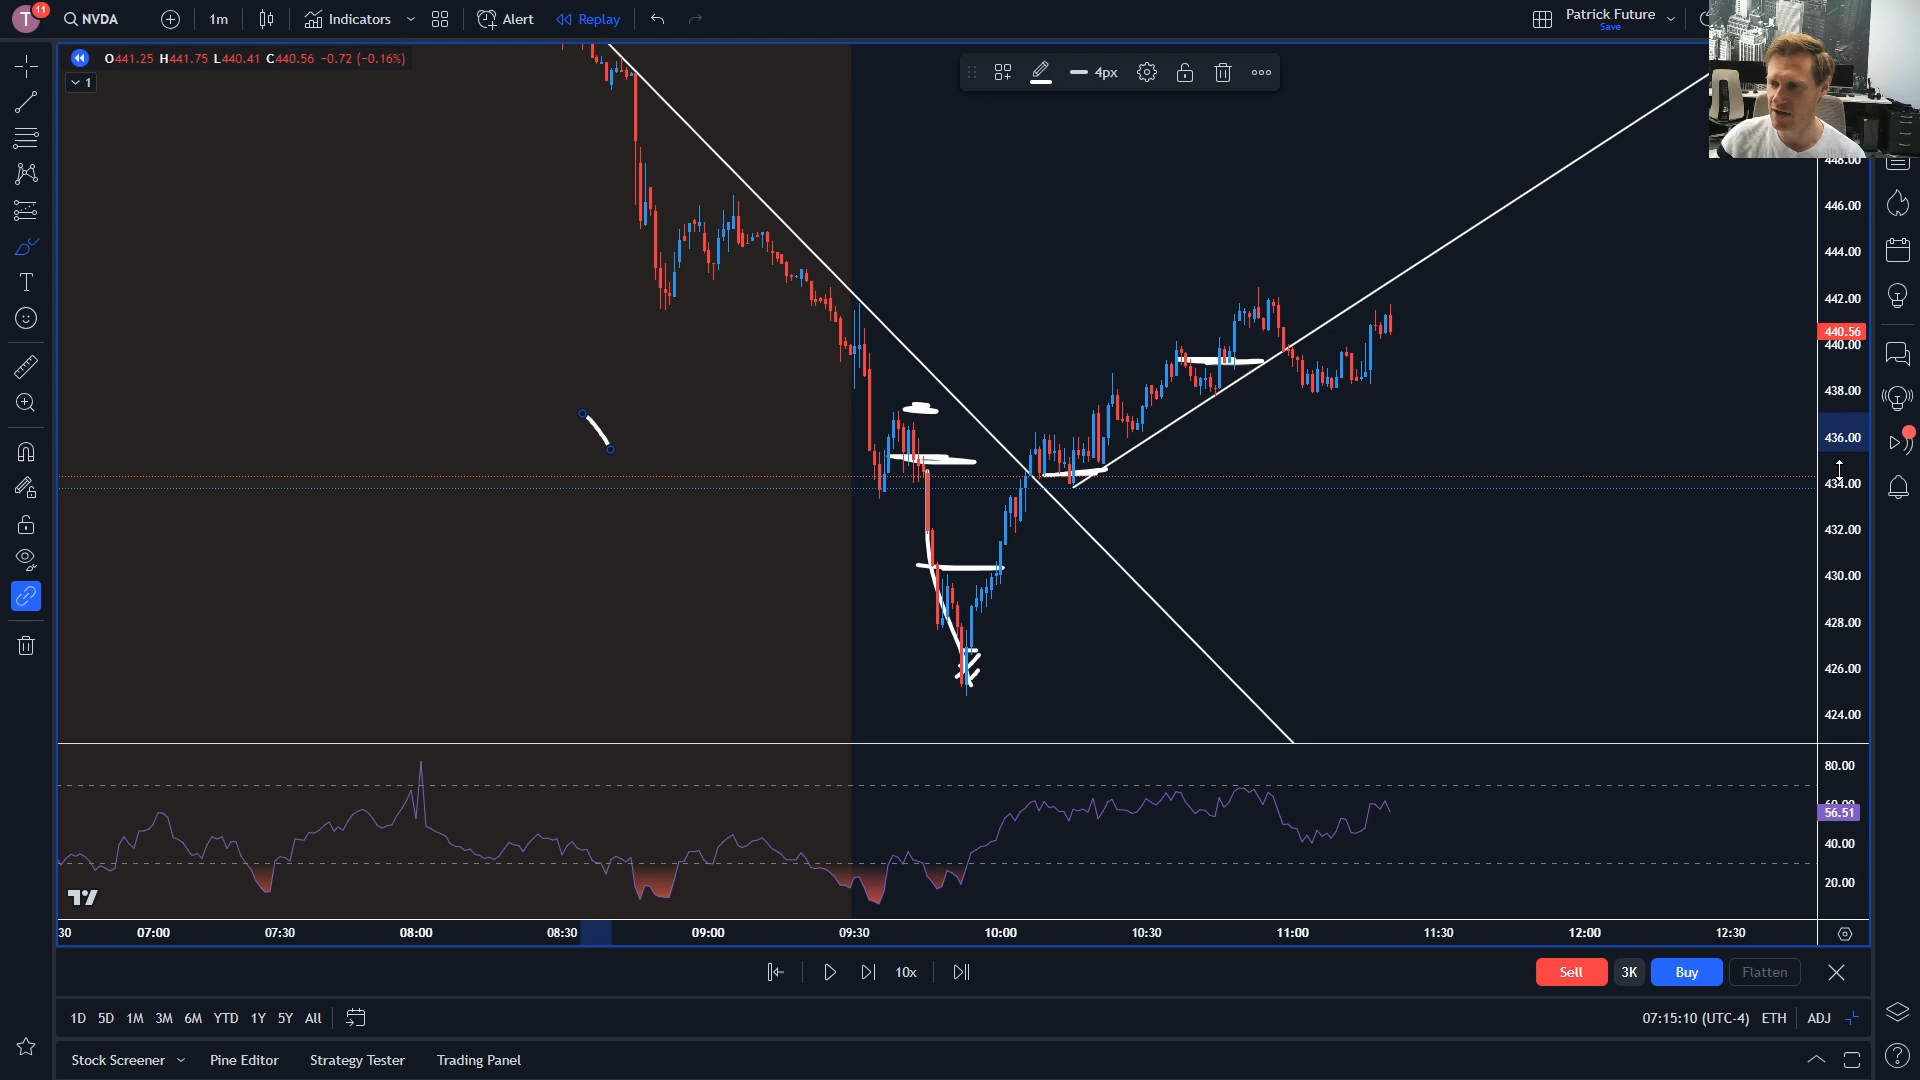 T 11 NVDA 1m Indicators Alert Replay Patrick Future
Save
O441.25 H441.75 L440.41 C440.56 -0.72 (-0.16%)
1
4px
448.00
446.00
444.00
442.00
440.56
440.00
438.00
436.00
434.00
432.00
430.00
428.00
426.00
424.00
80.00
60.00
56.51
40.00
20.00
30 07:00 07:30 08:00 08:30 09:00 09:30 10:00 10:30 11:00 11:30 12:00 12:30
10x Sell 3K Buy Flatten
1D 5D 1M 3M 6M YTD 1Y 5Y All 07:15:10 (UTC-4) ETH ADJ
Stock Screener Pine Editor Strategy Tester Trading Panel